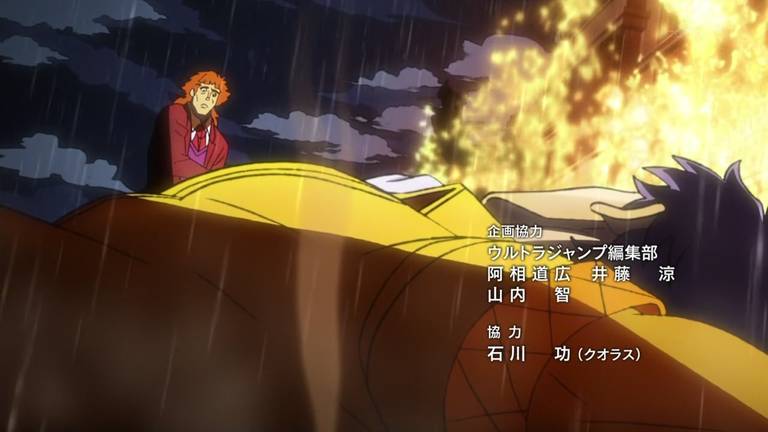 企画協力
ウルトラジャンプ編集部
阿相道広 井藤 涼
山内 智
協力
石川 功（クオラス）